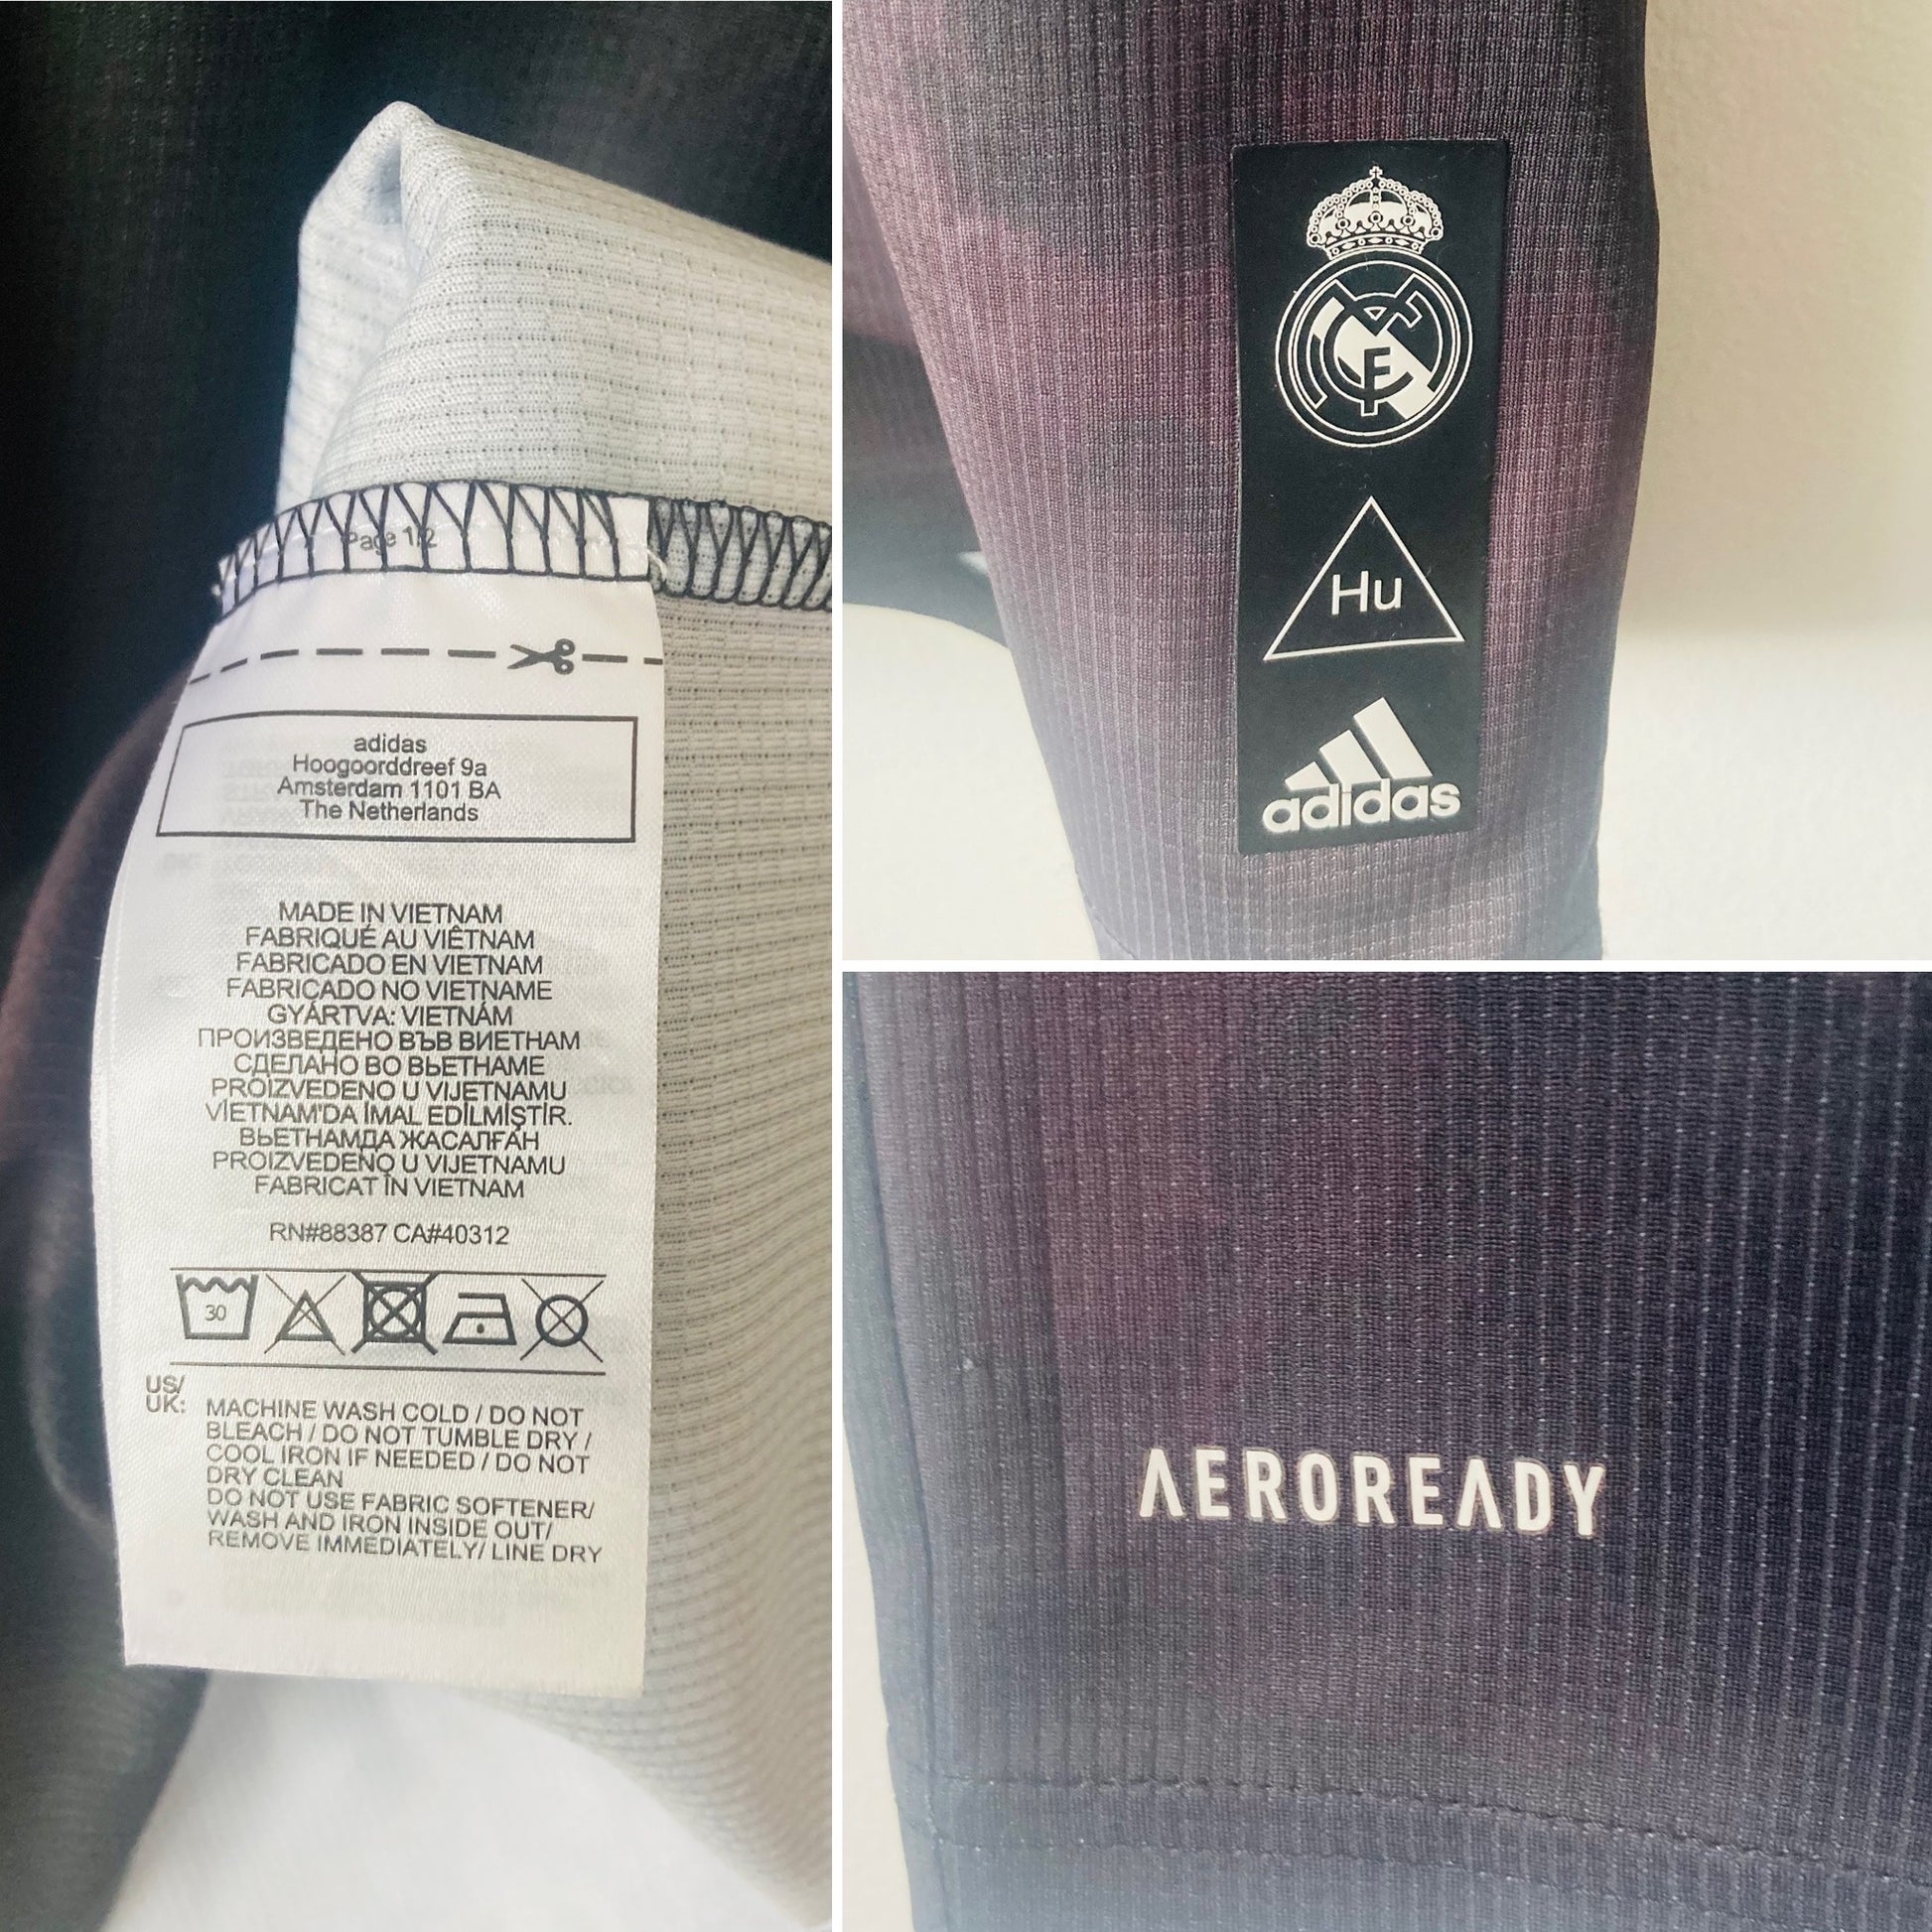 Page 1/2
adidas
Hoogoorddreef 9a
Amsterdam 1101 BA
The Netherlands
MADE IN VIETNAM
FABRIQUÉ AU VIÊTNAM
FABRICADO EN VIETNAM
FABRICADO NO VIETNAME
GYÁRTVA: VIETNÁM
ПРОИЗВЕДЕНО ВЪВ ВИЕТНАМ
СДЕЛАНО ВО ВЬЕТНАМЕ
PROIZVEDENO U VIJETNAMU
VİETNAM'DA İMAL EDİLMİŞTİR.
ВЬЕТНАМДА ЖАСАЛҒАН
PROIZVEDENO U VIJETNAMU
FABRICAT ÎN VIETNAM
RN#88387 CA#40312
30
US/
UK:
MACHINE WASH COLD / DO NOT
BLEACH / DO NOT TUMBLE DRY /
COOL IRON IF NEEDED / DO NOT
DRY CLEAN
DO NOT USE FABRIC SOFTENER/
WASH AND IRON INSIDE OUT/
REMOVE IMMEDIATELY/ LINE DRY
Hu
adidas
AEROREADY